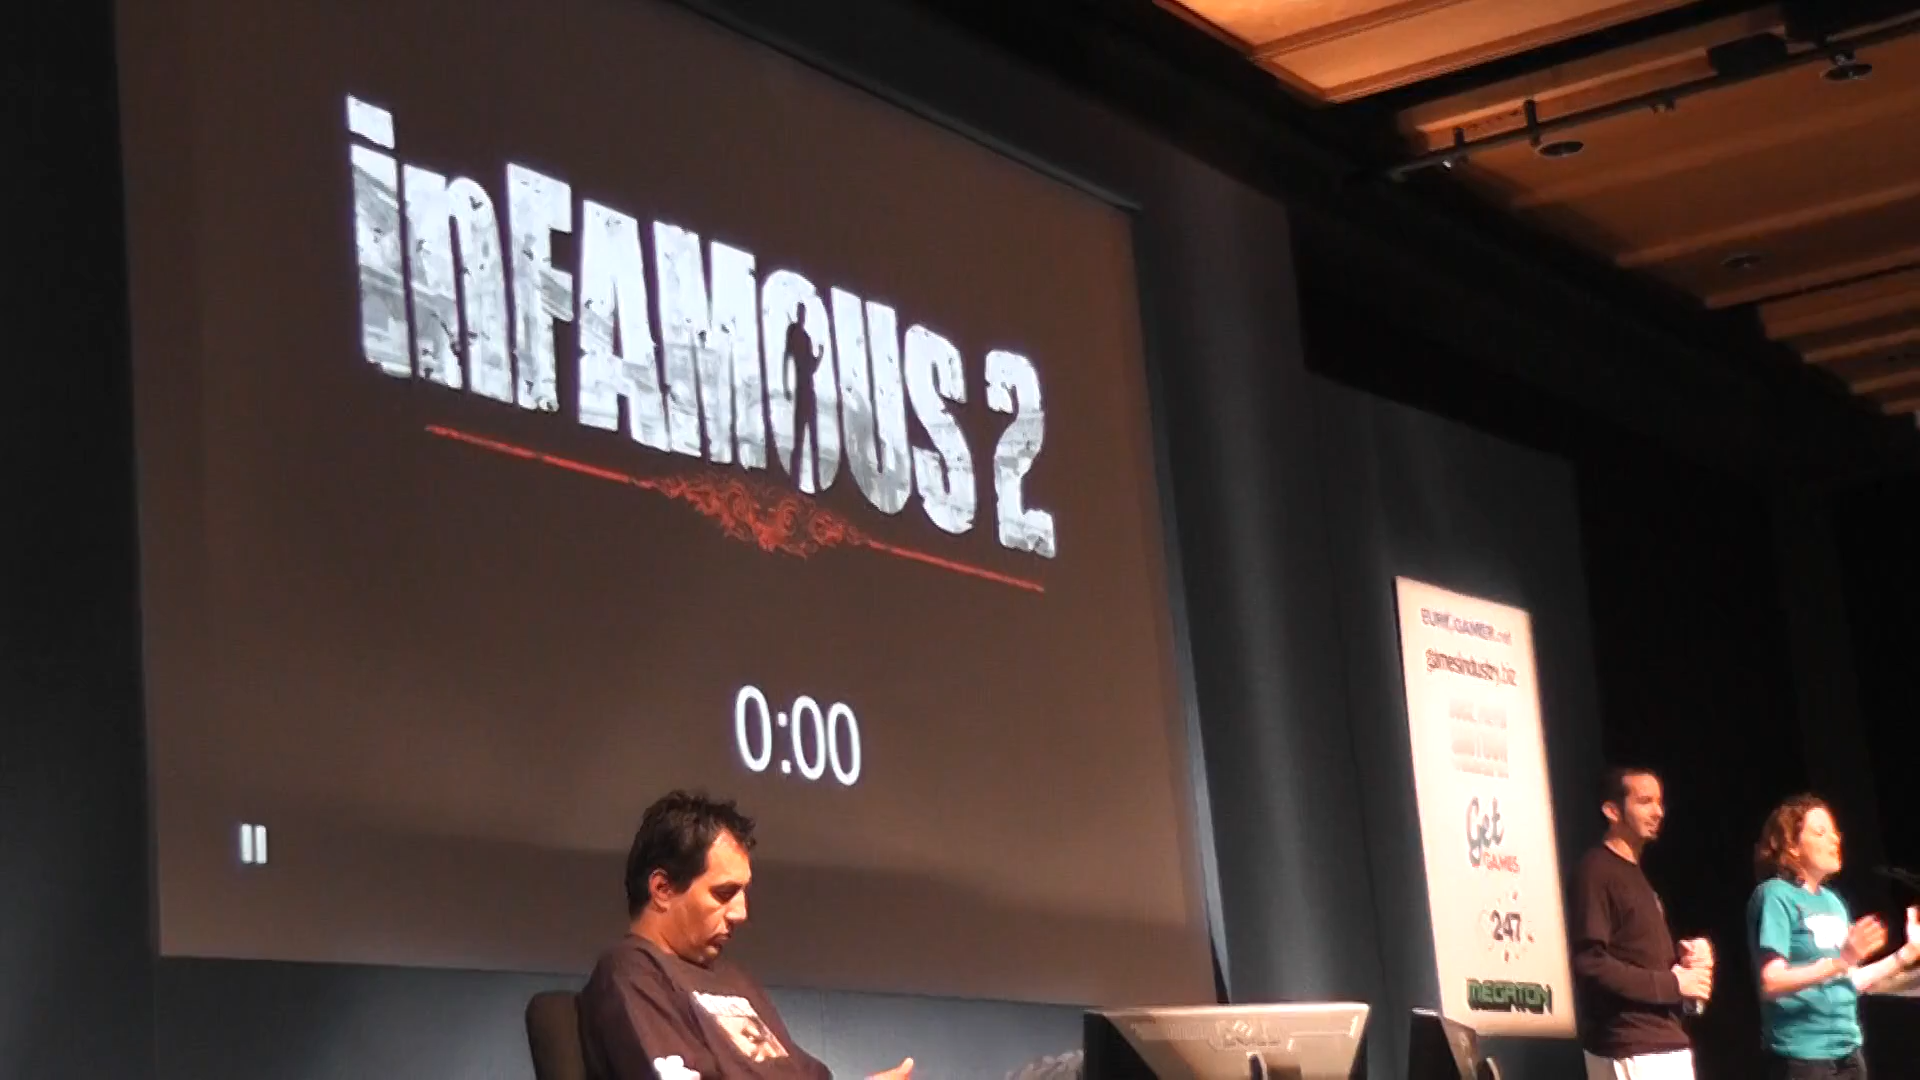 inFAMOUS 2
0:00
EUROGAMER.net
gamesindustry.biz
Get
GAMES
247
MEGATON